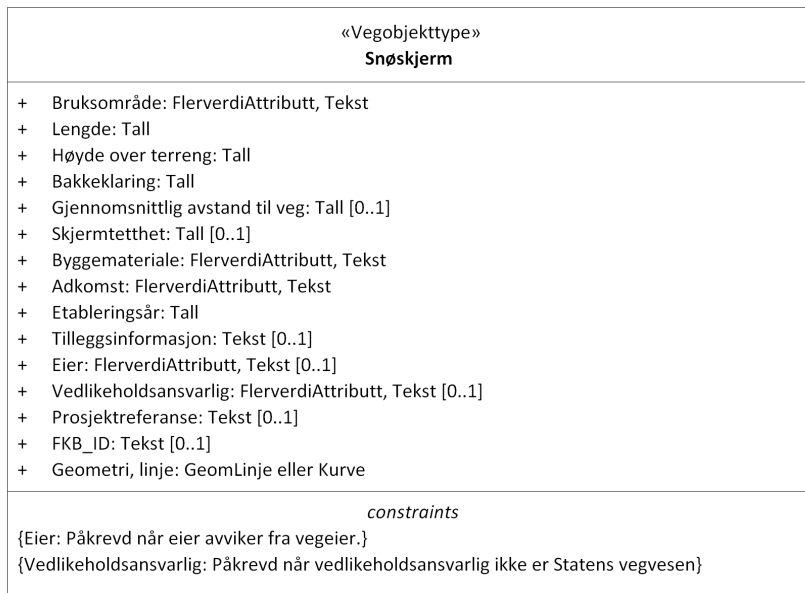 «Vegobjekttype»
Snøskjerm
+ Bruksområde: FlerverdiAttributt, Tekst
+ Lengde: Tall
+ Høyde over terreng: Tall
+ Bakkeklaring: Tall
+ Gjennomsnittlig avstand til veg: Tall [0..1]
+ Skjermtetthet: Tall [0..1]
+ Byggemateriale: FlerverdiAttributt, Tekst
+ Adkomst: FlerverdiAttributt, Tekst
+ Etableringsår: Tall
+ Tilleggsinformasjon: Tekst [0..1]
+ Eier: FlerverdiAttributt, Tekst [0..1]
+ Vedlikeholdsansvarlig: FlerverdiAttributt, Tekst [0..1]
+ Prosjektreferanse: Tekst [0..1]
+ FKB_ID: Tekst [0..1]
+ Geometri, linje: GeomLinje eller Kurve
constraints
{Eier: Påkrevd når eier avviker fra vegeier.}
{Vedlikeholdsansvarlig: Påkrevd når vedlikeholdsansvarlig ikke er Statens vegvesen}